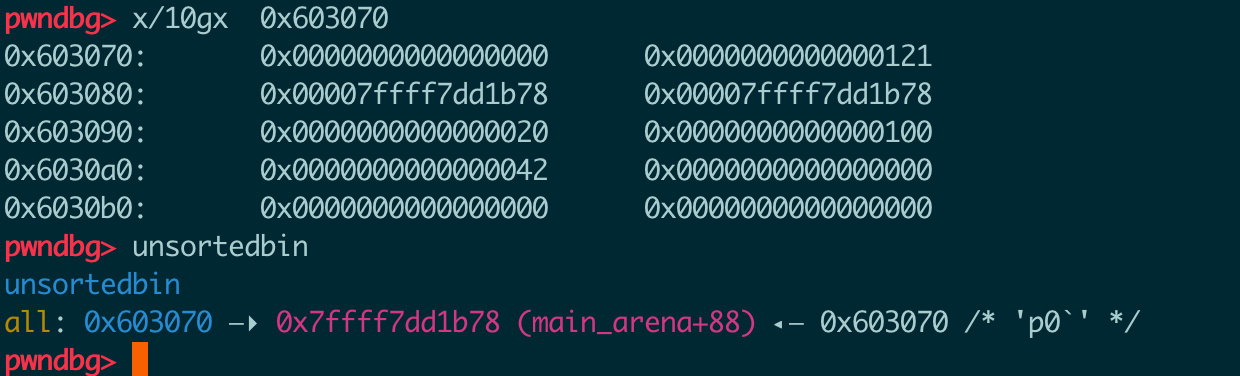 pwndbg> x/10gx  0x603070
0x603070:       0x0000000000000000      0x0000000000000121
0x603080:       0x00007ffff7dd1b78      0x00007ffff7dd1b78
0x603090:       0x0000000000000020      0x0000000000000100
0x6030a0:       0x0000000000000042      0x0000000000000000
0x6030b0:       0x0000000000000000      0x0000000000000000
pwndbg> unsortedbin
unsortedbin
all: 0x603070 —▸ 0x7ffff7dd1b78 (main_arena+88) ◂— 0x603070 /* 'p0`' */
pwndbg>